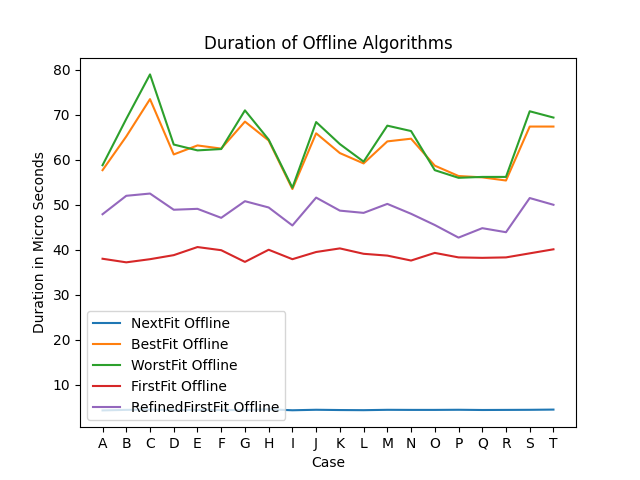 Duration of Offline Algorithms
80
70
60
50
40
30
20
10
Duration in Micro Seconds
NextFit Offline
BestFit Offline
WorstFit Offline
FirstFit Offline
RefinedFirstFit Offline
A B C D E F G H I J K L M N O P Q R S T
Case